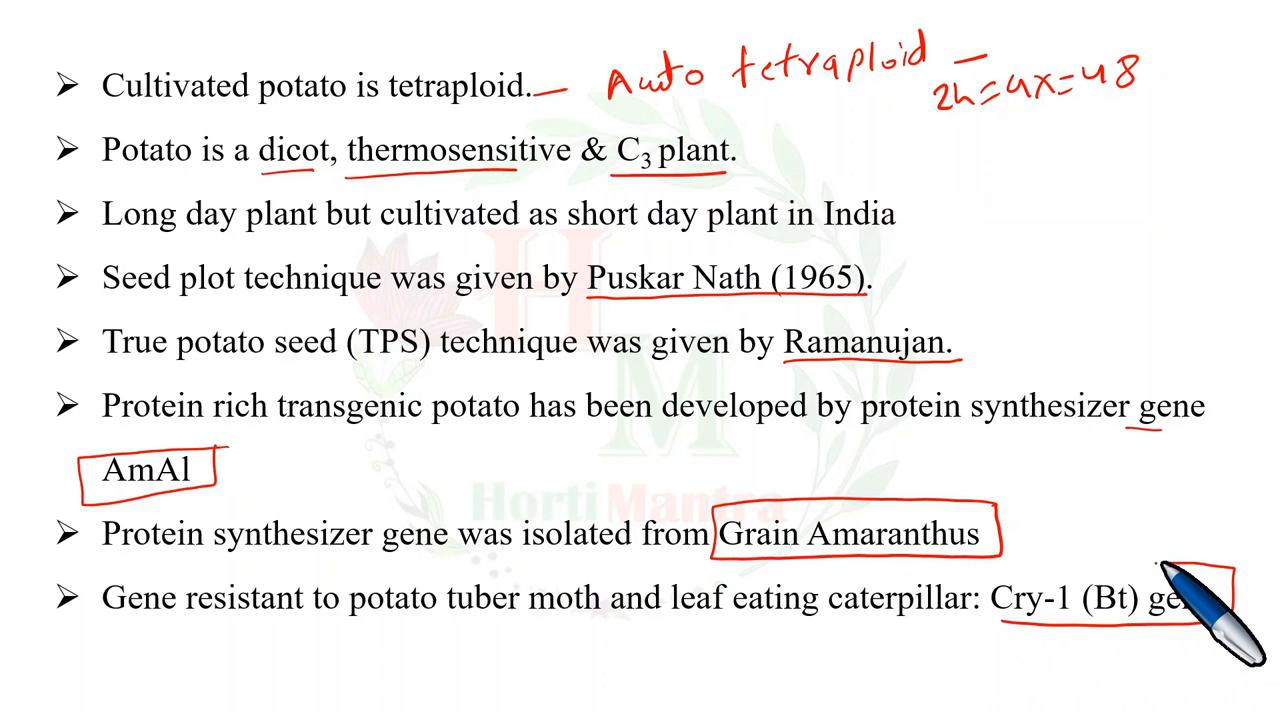 ➢ Cultivated potato is tetraploid. — Auto tetraploid —
2n=4x=48
➢ Potato is a dicot, thermosensitive & C₃ plant.
➢ Long day plant but cultivated as short day plant in India
➢ Seed plot technique was given by Puskar Nath (1965).
➢ True potato seed (TPS) technique was given by Ramanujan.
➢ Protein rich transgenic potato has been developed by protein synthesizer gene
AmAl
➢ Protein synthesizer gene was isolated from Grain Amaranthus
➢ Gene resistant to potato tuber moth and leaf eating caterpillar: Cry-1 (Bt)
H
M
Horti Mantra